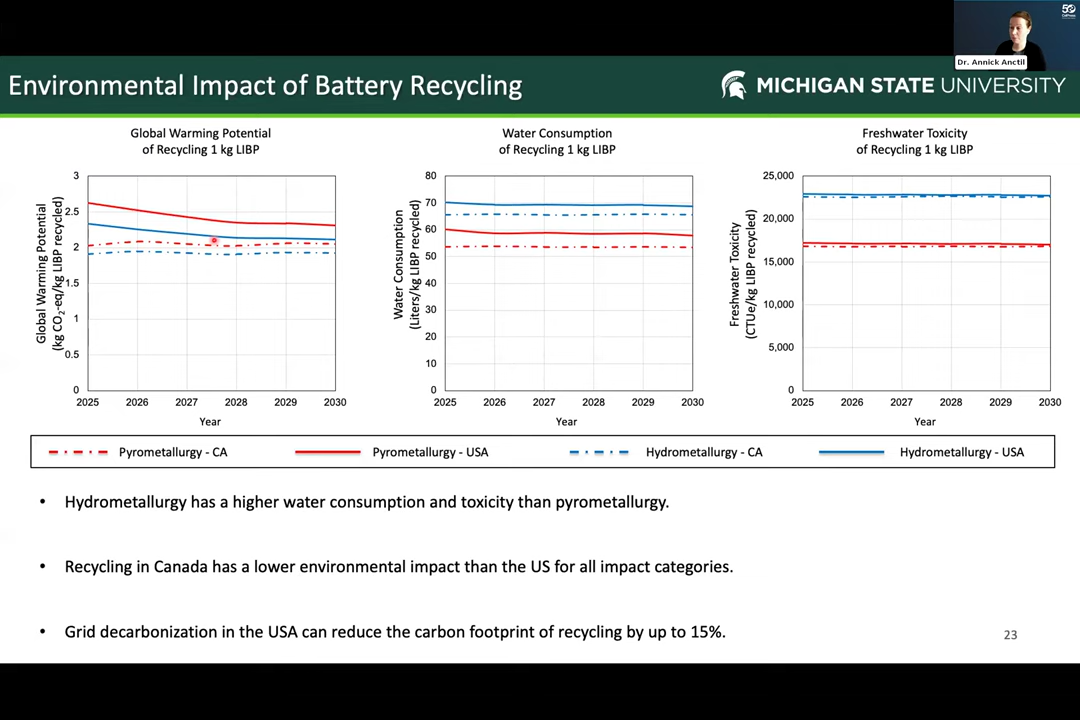 50
CelPress
Dr. Annick Anctil
Environmental Impact of Battery Recycling
MICHIGAN STATE UNIVERSITY
Global Warming Potential
of Recycling 1 kg LIBP
Global Warming Potential
(kg CO2-eq/kg LIBP recycled)
3
2.5
2
1.5
1
0.5
0
2025 2026 2027 2028 2029 2030
Year
Water Consumption
of Recycling 1 kg LIBP
Water Consumption
(Liters/kg LIBP recycled)
80
70
60
50
40
30
20
10
0
2025 2026 2027 2028 2029 2030
Year
Freshwater Toxicity
of Recycling 1 kg LIBP
Freshwater Toxicity
(CTUe/kg LIBP recycled)
25,000
20,000
15,000
10,000
5,000
0
2025 2026 2027 2028 2029 2030
Year
Pyrometallurgy - CA Pyrometallurgy - USA Hydrometallurgy - CA Hydrometallurgy - USA
• Hydrometallurgy has a higher water consumption and toxicity than pyrometallurgy.
• Recycling in Canada has a lower environmental impact than the US for all impact categories.
• Grid decarbonization in the USA can reduce the carbon footprint of recycling by up to 15%.
23